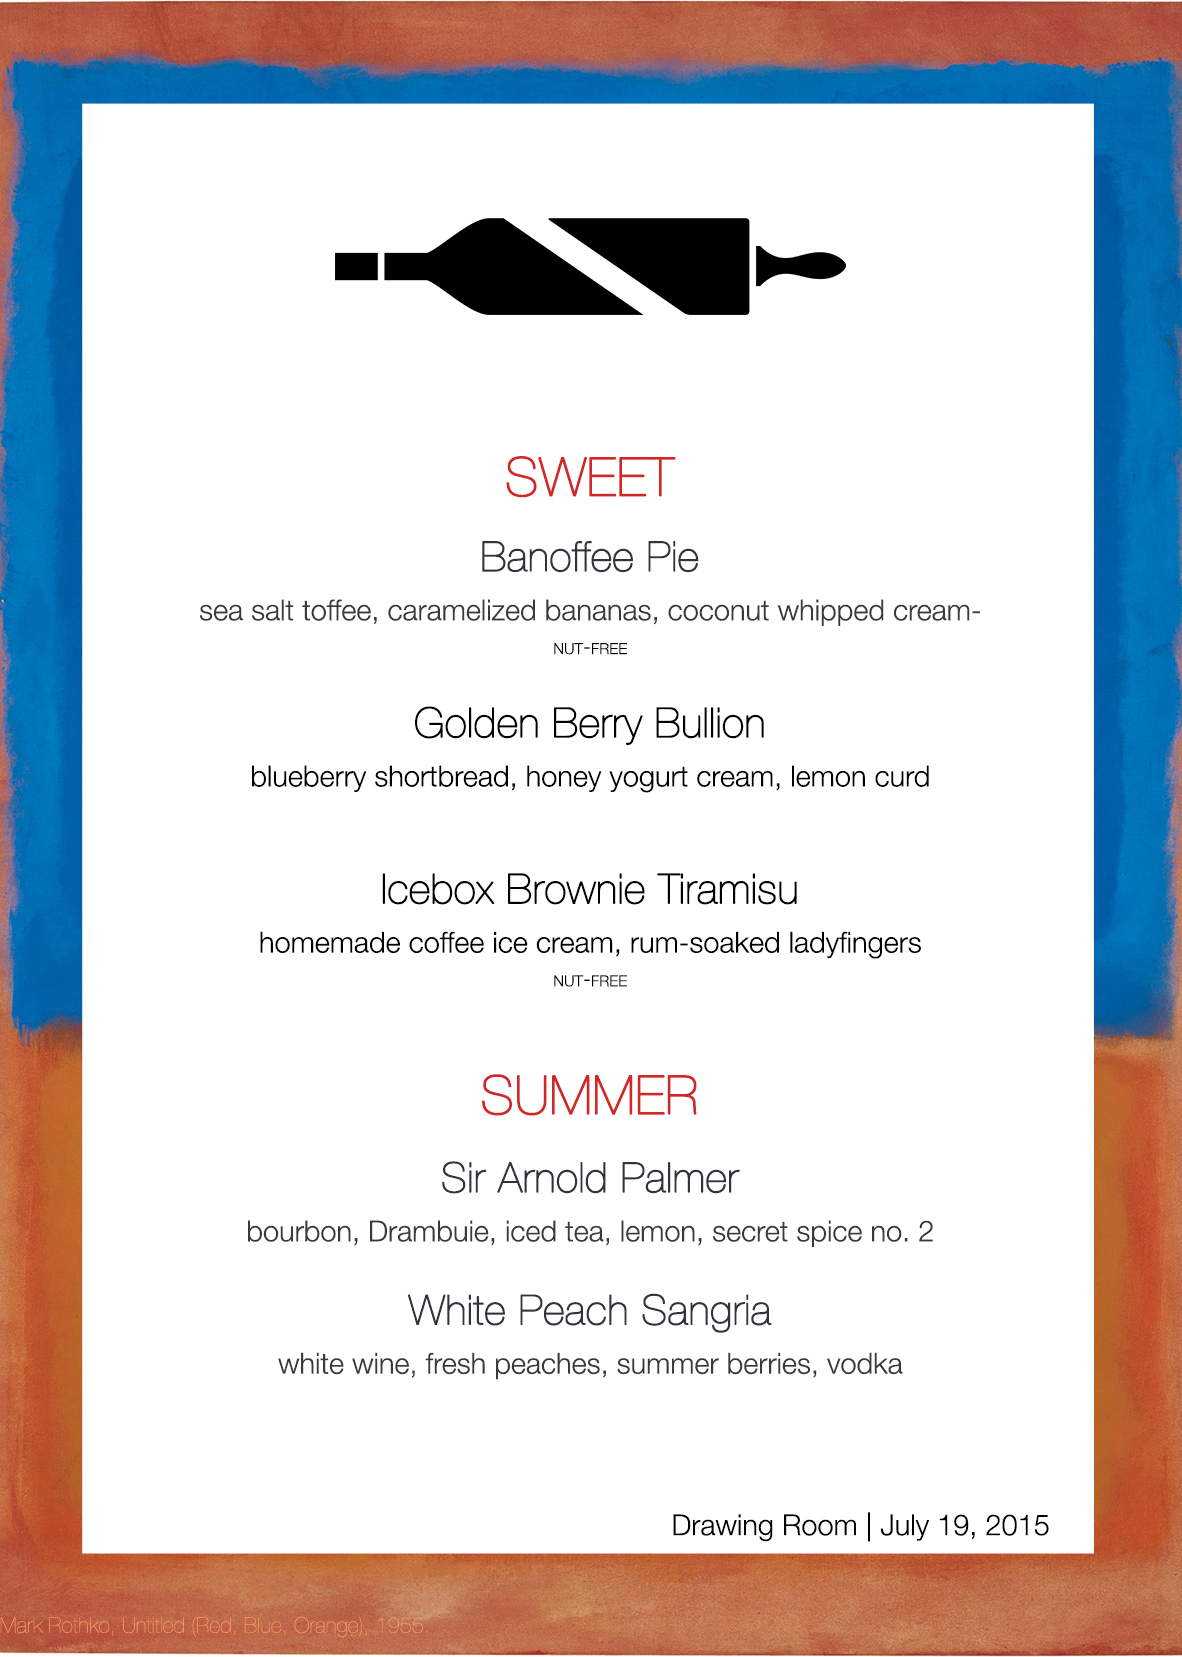 SWEET
Banoffee Pie
sea salt toffee, caramelized bananas, coconut whipped cream-
NUT-FREE
Golden Berry Bullion
blueberry shortbread, honey yogurt cream, lemon curd
Icebox Brownie Tiramisu
homemade coffee ice cream, rum-soaked ladyfingers
NUT-FREE
SUMMER
Sir Arnold Palmer
bourbon, Drambuie, iced tea, lemon, secret spice no. 2
White Peach Sangria
white wine, fresh peaches, summer berries, vodka
Drawing Room | July 19, 2015
Mark Rothko, Untitled (Red, Blue, Orange), 1955.